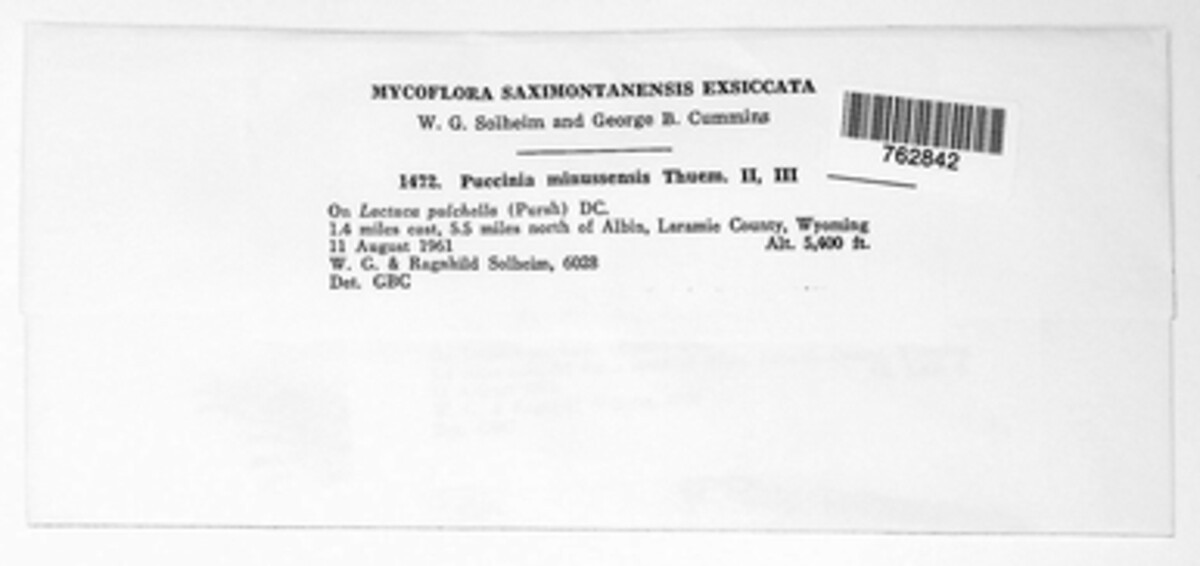 MYCOFLORA SAXIMONTANENSIS EXSICCATA
W. G. Solheim and George B. Cummins
762842
1472. Puccinia minussensis Thuem. II, III
On Lactuca pulchella (Pursh) DC.
1.4 miles east, 5.5 miles north of Albin, Laramie County, Wyoming
11 August 1961 Alt. 5,400 ft.
W. G. & Ragnhild Solheim, 6028
Det. GBC